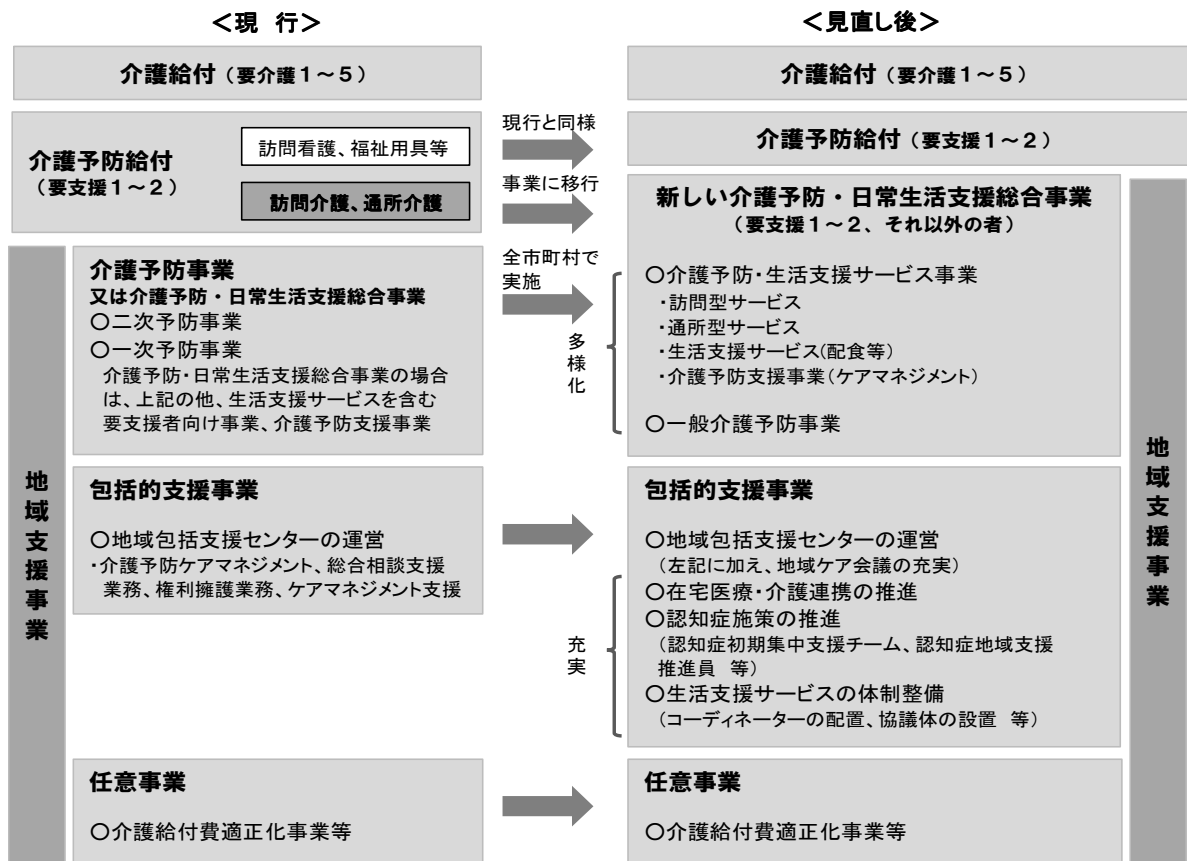 ＜現 行＞
介護給付（要介護１～５）
介護予防給付
（要支援１～２）
訪問看護、福祉用具等
訪問介護、通所介護
現行と同様
事業に移行
全市町村で
実施
多様化
充実
地域支援事業
介護予防事業
又は介護予防・日常生活支援総合事業
〇二次予防事業
〇一次予防事業
介護予防・日常生活支援総合事業の場合
は、上記の他、生活支援サービスを含む
要支援者向け事業、介護予防支援事業
包括的支援事業
〇地域包括支援センターの運営
・介護予防ケアマネジメント、総合相談支援
業務、権利擁護業務、ケアマネジメント支援
任意事業
〇介護給付費適正化事業等
＜見直し後＞
介護給付（要介護１～５）
介護予防給付（要支援１～２）
新しい介護予防・日常生活支援総合事業
（要支援１～２、それ以外の者）
〇介護予防・生活支援サービス事業
・訪問型サービス
・通所型サービス
・生活支援サービス（配食等）
・介護予防支援事業（ケアマネジメント）
〇一般介護予防事業
包括的支援事業
〇地域包括支援センターの運営
（左記に加え、地域ケア会議の充実）
〇在宅医療・介護連携の推進
〇認知症施策の推進
（認知症初期集中支援チーム、認知症地域支援
推進員 等）
〇生活支援サービスの体制整備
（コーディネーターの配置、協議体の設置 等）
任意事業
〇介護給付費適正化事業等
地域支援事業